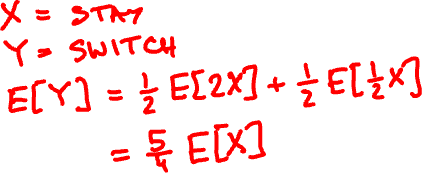 X = STAY
Y = SWITCH
E[Y] = ½ E[2X] + ½ E[½X]
= 5/4 E[X]